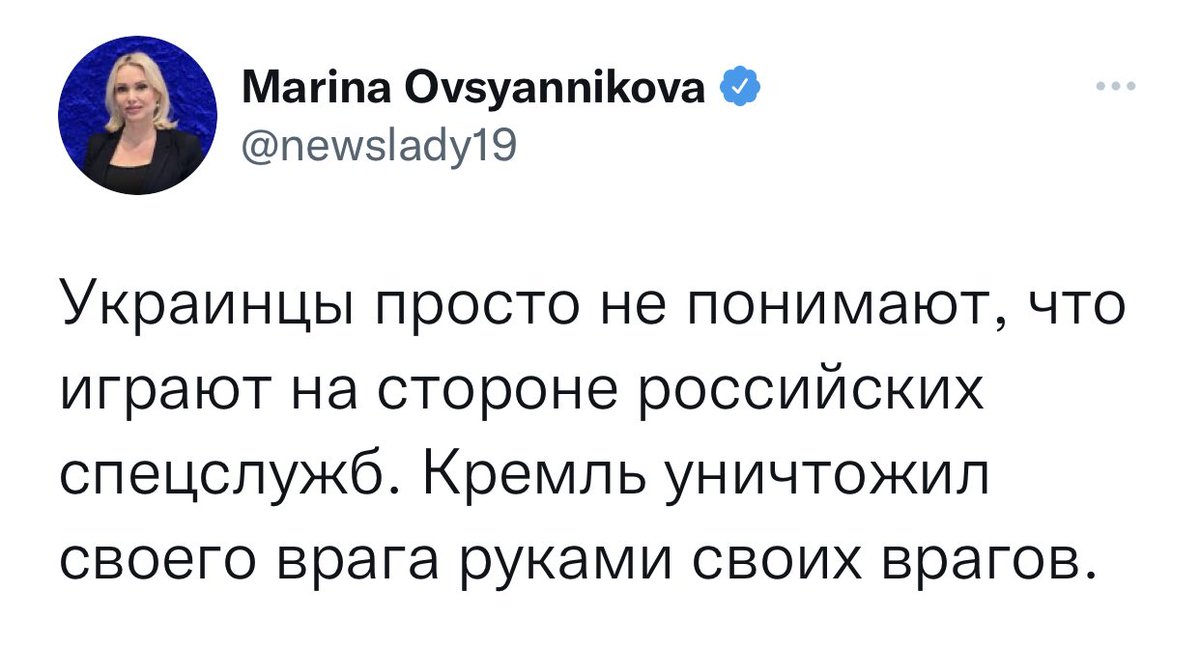 Marina Ovsyannikova
@newslady19
Украинцы просто не понимают, что
играют на стороне российских
спецслужб. Кремль уничтожил
своего врага руками своих врагов.